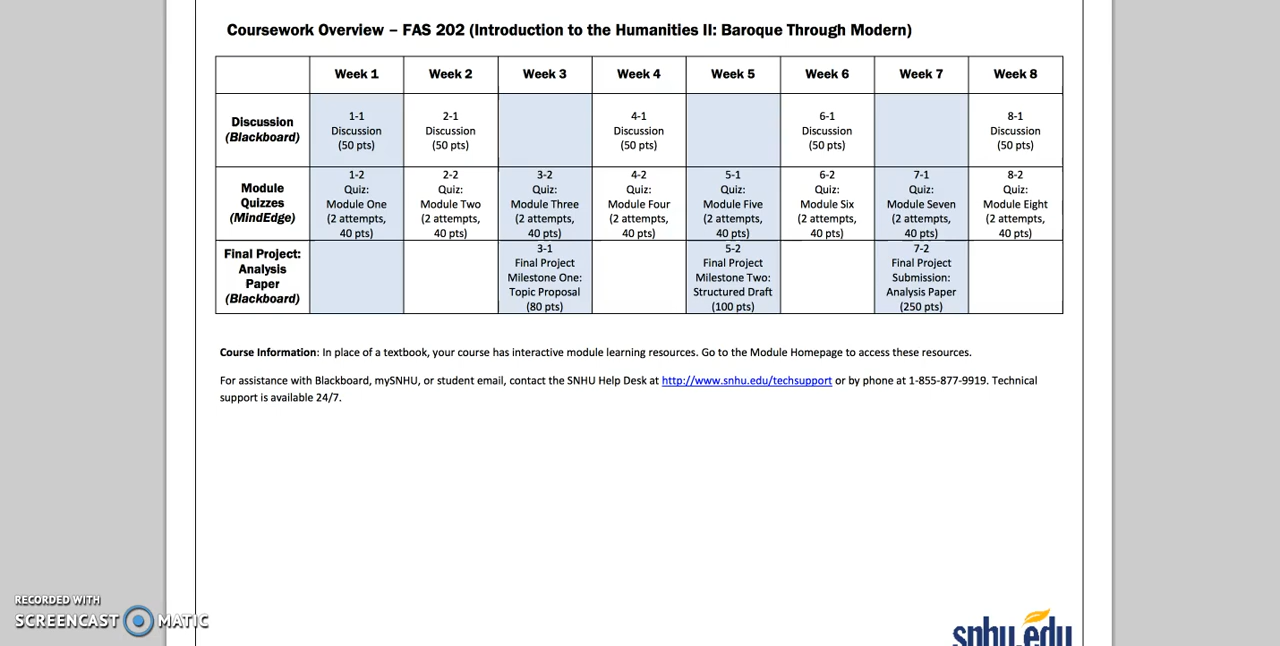 Coursework Overview – FAS 202 (Introduction to the Humanities II: Baroque Through Modern)
Week 1
Week 2
Week 3
Week 4
Week 5
Week 6
Week 7
Week 8
Discussion
(Blackboard)
1-1
Discussion
(50 pts)
2-1
Discussion
(50 pts)
4-1
Discussion
(50 pts)
6-1
Discussion
(50 pts)
8-1
Discussion
(50 pts)
Module
Quizzes
(MindEdge)
1-2
Quiz:
Module One
(2 attempts,
40 pts)
2-2
Quiz:
Module Two
(2 attempts,
40 pts)
3-2
Quiz:
Module Three
(2 attempts,
40 pts)
4-2
Quiz:
Module Four
(2 attempts,
40 pts)
5-1
Quiz:
Module Five
(2 attempts,
40 pts)
6-2
Quiz:
Module Six
(2 attempts,
40 pts)
7-1
Quiz:
Module Seven
(2 attempts,
40 pts)
8-2
Quiz:
Module Eight
(2 attempts,
40 pts)
Final Project:
Analysis
Paper
(Blackboard)
3-1
Final Project
Milestone One:
Topic Proposal
(80 pts)
5-2
Final Project
Milestone Two:
Structured Draft
(100 pts)
7-2
Final Project
Submission:
Analysis Paper
(250 pts)
Course Information: In place of a textbook, your course has interactive module learning resources. Go to the Module Homepage to access these resources.
For assistance with Blackboard, mySNHU, or student email, contact the SNHU Help Desk at http://www.snhu.edu/techsupport or by phone at 1-855-877-9919. Technical
support is available 24/7.
RECORDED WITH
SCREENCAST MATIC
snhu.edu